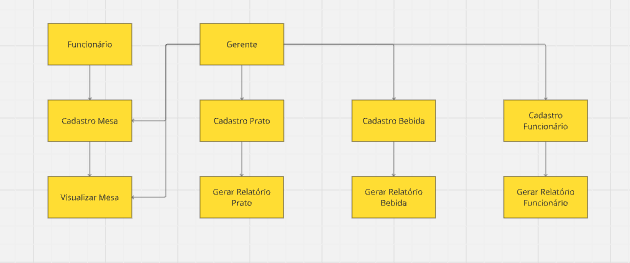 Funcionário
Gerente
Cadastro Mesa
Cadastro Prato
Cadastro Bebida
Cadastro
Funcionário
Visualizar Mesa
Gerar Relatório
Prato
Gerar Relatório
Bebida
Gerar Relatório
Funcionário